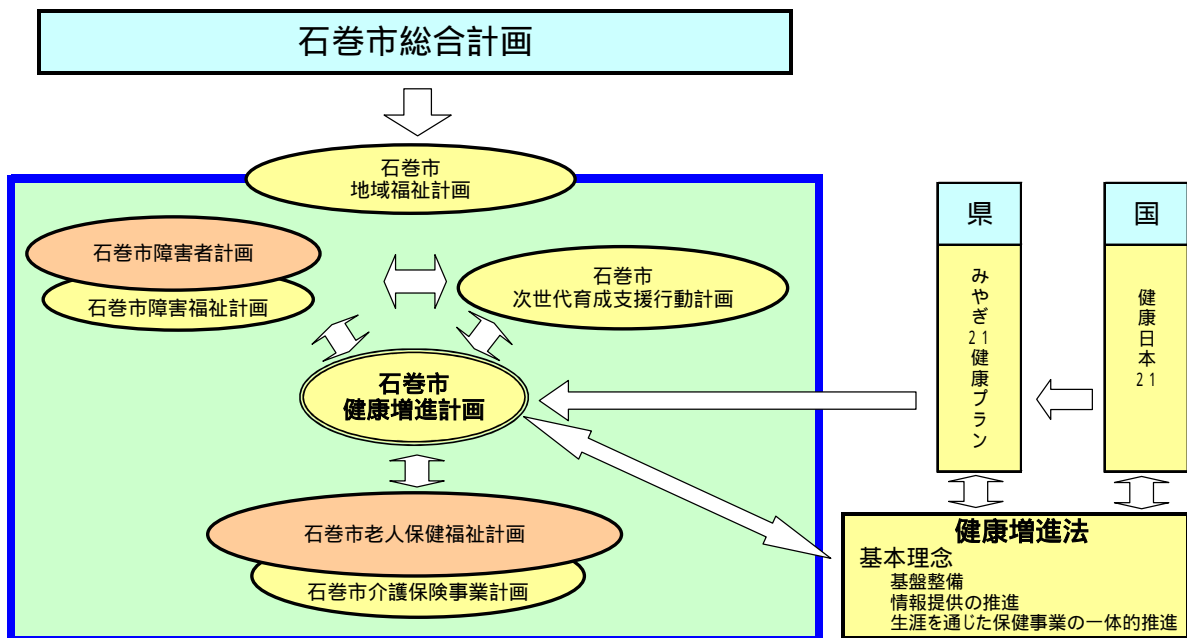 石巻市総合計画
石巻市
地域福祉計画
石巻市障害者計画
石巻市障害福祉計画
石巻市
次世代育成支援行動計画
石巻市
健康増進計画
石巻市老人保健福祉計画
石巻市介護保険事業計画
県
みやぎ21健康プラン
国
健康日本21
健康増進法
基本理念
基盤整備
情報提供の推進
生涯を通じた保健事業の一体的推進